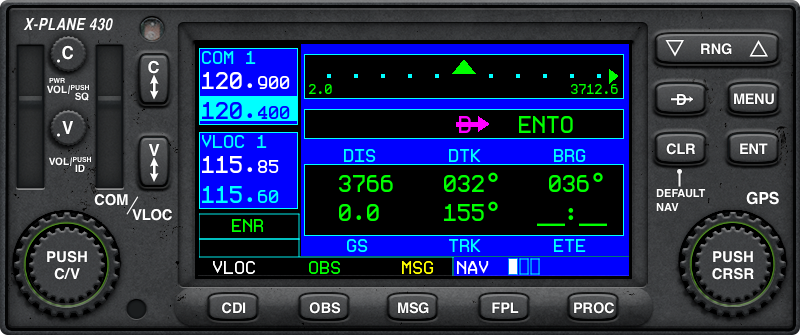 X-PLANE 430
.C
PWR
VOL/PUSH SQ
.V
VOL/PUSH ID
C
V
COM/VLOC
PUSH
C/V
COM 1
120.900
120.400
VLOC 1
115.85
115.60
ENR
2.0
3712.6
D ENTO
DIS DTK BRG
3766 032° 036°
0.0 155° __:__
GS TRK ETE
VLOC OBS MSG NAV
CDI OBS MSG FPL PROC
RNG
D MENU
CLR ENT
DEFAULT
NAV
GPS
PUSH
CRSR